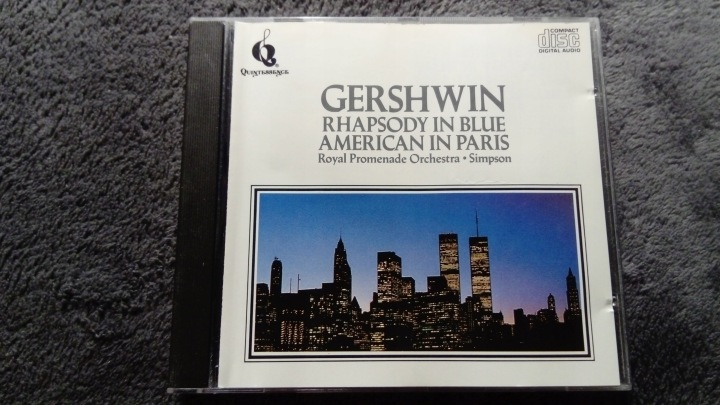 QUINTESSENCE
COMPACT
disc
DIGITAL AUDIO
GERSHWIN
RHAPSODY IN BLUE
AMERICAN IN PARIS
Royal Promenade Orchestra • Simpson